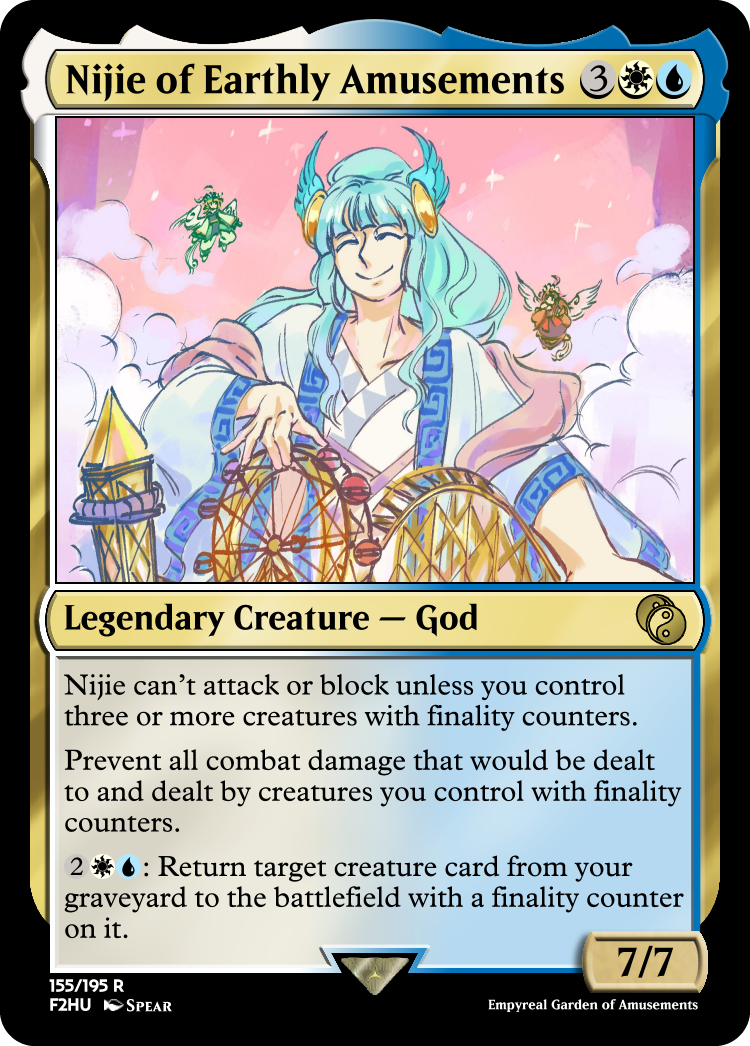 Nijie of Earthly Amusements 3
Legendary Creature — God
Nijie can't attack or block unless you control
three or more creatures with finality counters.
Prevent all combat damage that would be dealt
to and dealt by creatures you control with finality
counters.
2 : Return target creature card from your
graveyard to the battlefield with a finality counter
on it.
7/7
155/195 R
F2HU SPEAR
Empyreal Garden of Amusements